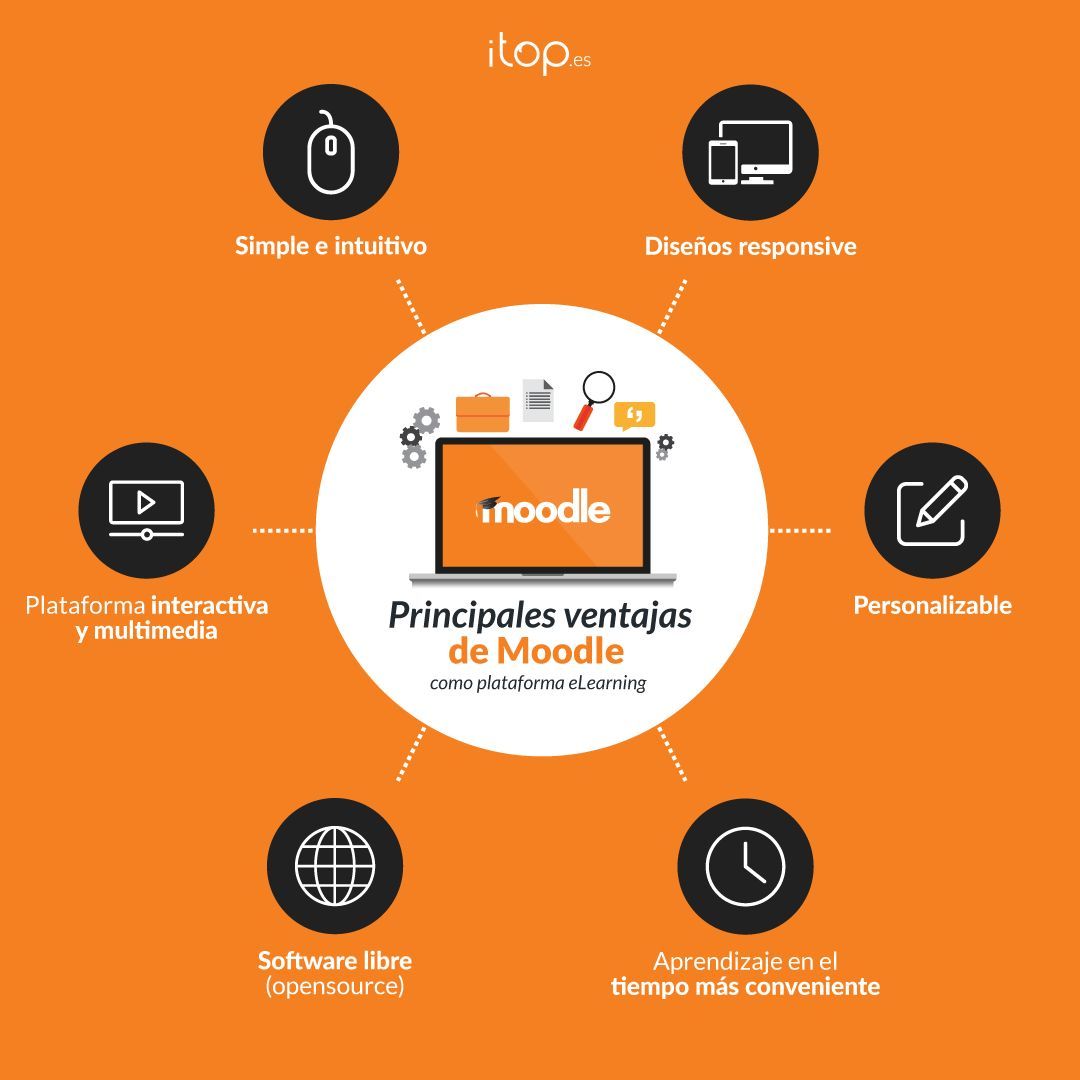 itop.es
Simple e intuitivo
Diseños responsive
moodle
Principales ventajas
de Moodle
como plataforma eLearning
Plataforma interactiva
y multimedia
Personalizable
Software libre
(opensource)
Aprendizaje en el
tiempo más conveniente